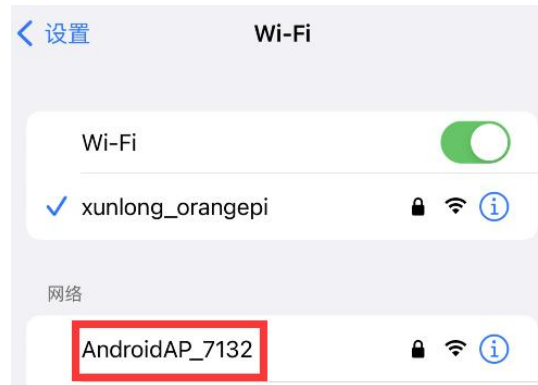 设置 Wi-Fi
Wi-Fi
xunlong_orangepi
网络
AndroidAP_7132